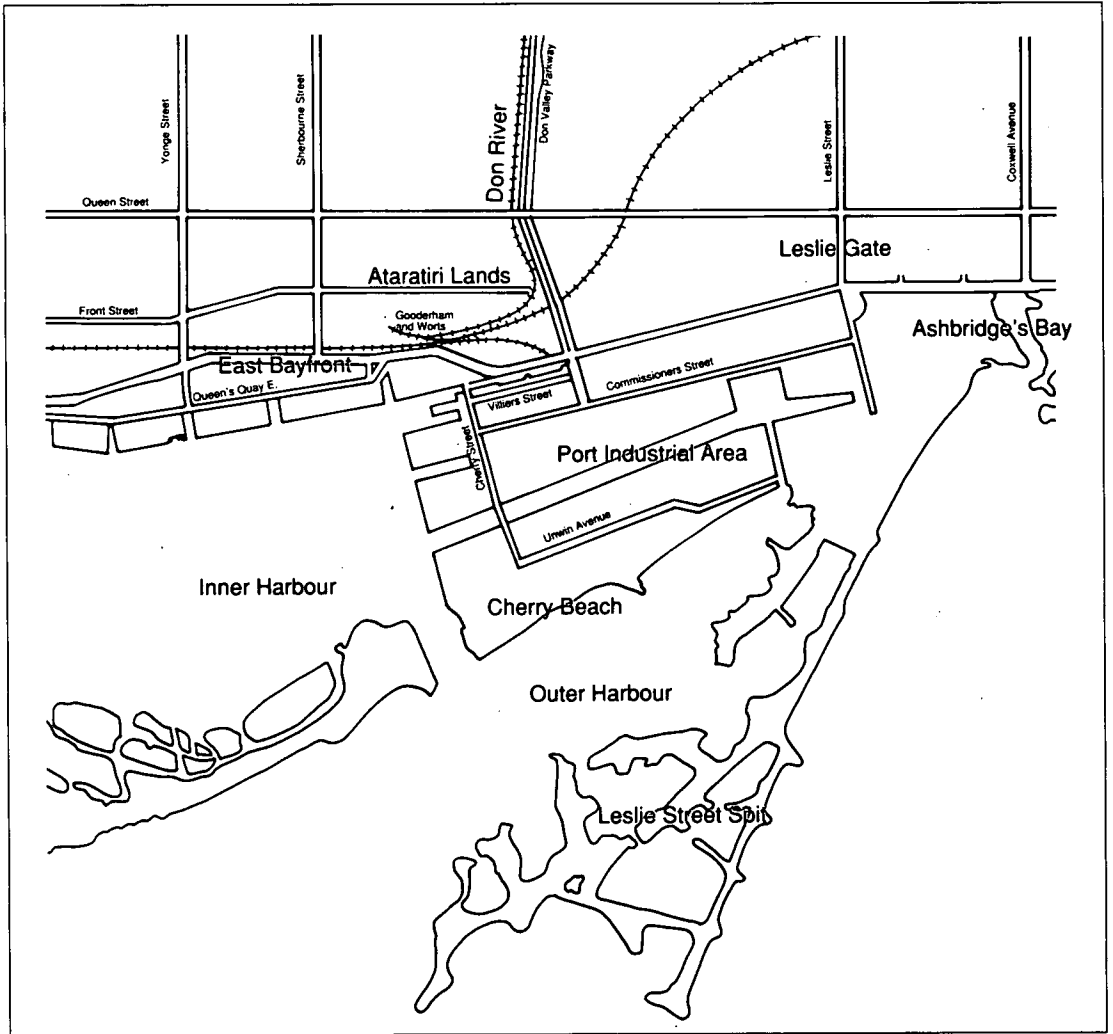 Yonge Street
Sherbourne Street
Don River
Don Valley Parkway
Leslie Street
Coxwell Avenue
Queen Street
Leslie Gate
Ataratiri Lands
Front Street
Gooderham
and Worts
Ashbridge's Bay
East Bayfront
Queen's Quay E.
Commissioners Street
Villiers Street
Cherry Street
Port Industrial Area
Unwin Avenue
Inner Harbour
Cherry Beach
Outer Harbour
Leslie Street Spit